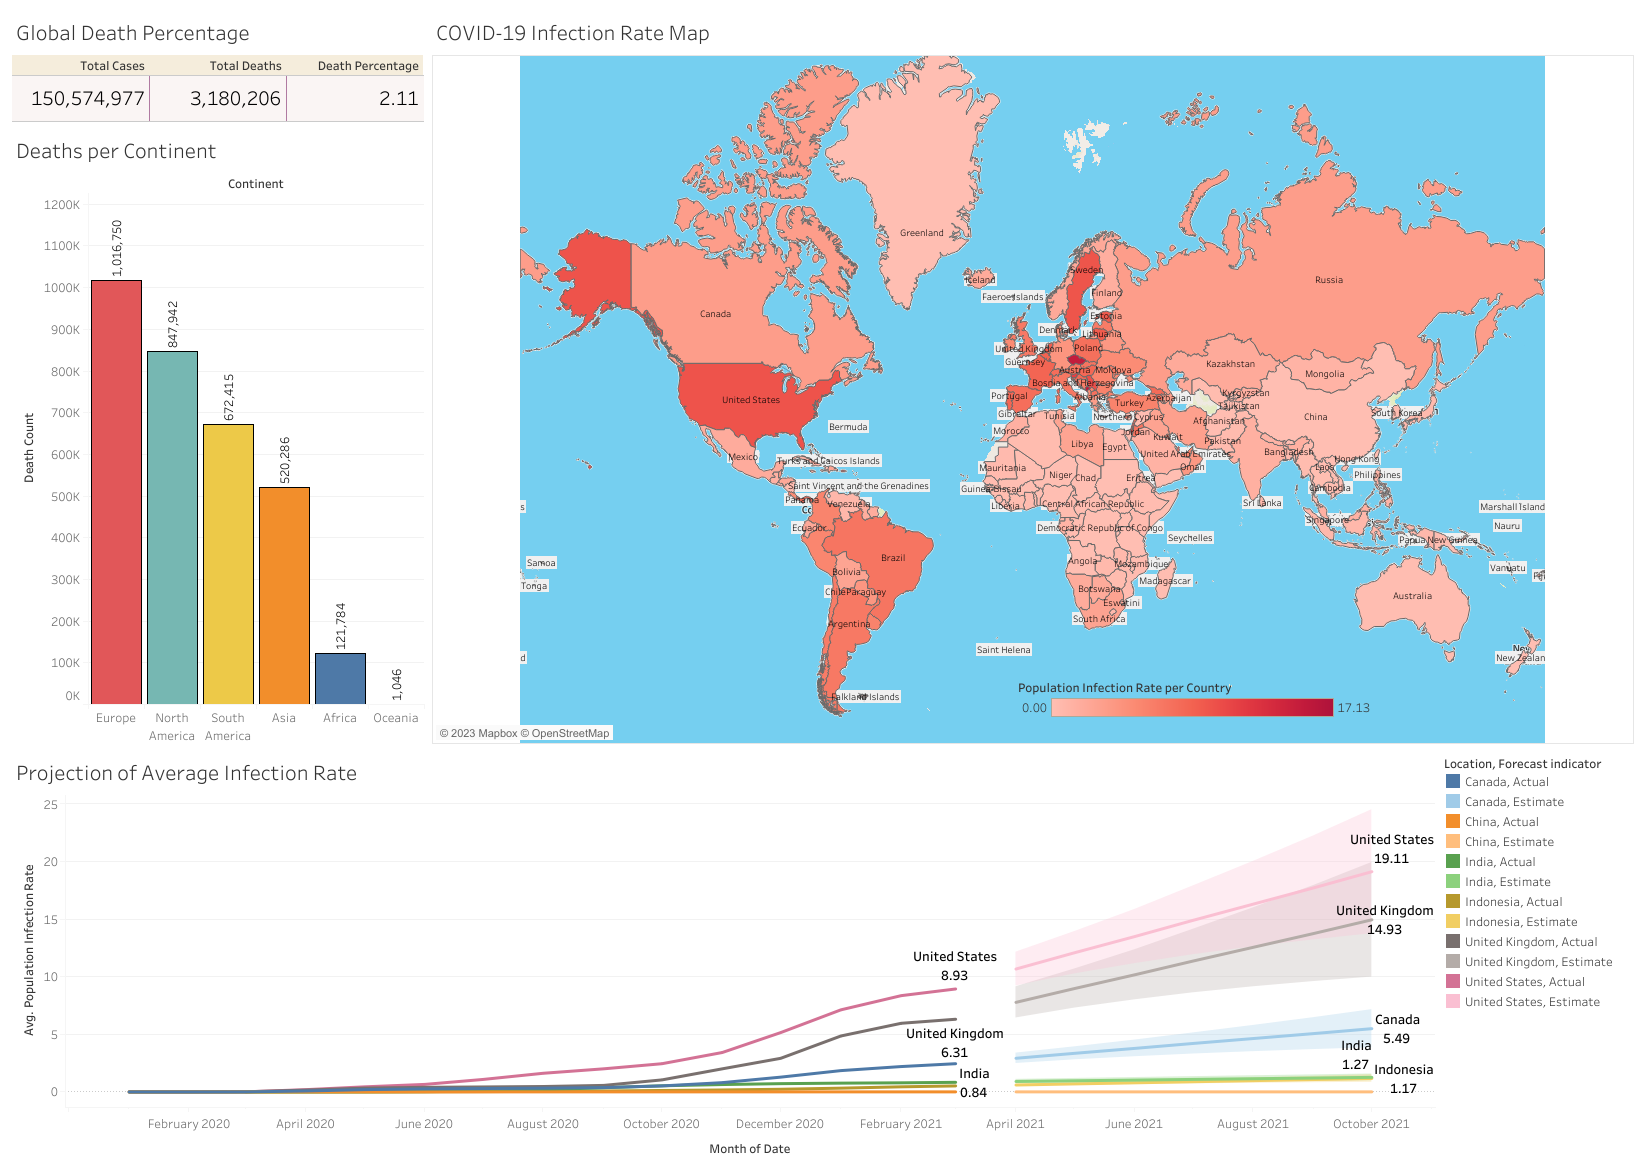 Global Death Percentage
Total Cases Total Deaths Death Percentage
150,574,977 3,180,206 2.11
Deaths per Continent
Continent
Death Count
1200K
1100K
1000K
900K
800K
700K
600K
500K
400K
300K
200K
100K
0K
1,016,750
847,942
672,415
520,286
121,784
1,046
Europe
North America
South America
Asia
Africa
Oceania
COVID-19 Infection Rate Map
Greenland
Iceland
Faeroe Islands
Sweden
Finland
Russia
Canada
Estonia
Denmark
Lithuania
United Kingdom
Poland
Guernsey
Austria
Moldova
Bosnia and Herzegovina
Kazakhstan
Mongolia
United States
Portugal
Albania
Turkey
Azerbaijan
Kyrgyzstan
Tajikistan
China
South Korea
Gibraltar
Tunisia
Northern Cyprus
Afghanistan
Bermuda
Morocco
Jordan
Kuwait
Pakistan
Libya
Egypt
United Arab Emirates
Bangladesh
Hong Kong
Mexico
Turks and Caicos Islands
Mauritania
Oman
Laos
Niger
Chad
Eritrea
Philippines
Saint Vincent and the Grenadines
Guinea-Bissau
Cambodia
Panama
Venezuela
Liberia
Central African Republic
Sri Lanka
Marshall Island
s
Co
Singapore
Nauru
Ecuador
Democratic Republic of Congo
Seychelles
Papua New Guinea
Brazil
Samoa
Angola
Mozambique
Vanuatu
Bolivia
Madagascar
Tonga
Chile
Paraguay
Botswana
Eswatini
Australia
Argentina
South Africa
Saint Helena
New Zealan
d
Falkland Islands
Population Infection Rate per Country
0.00 17.13
© 2023 Mapbox © OpenStreetMap
Projection of Average Infection Rate
Avg. Population Infection Rate
25
20
15
10
5
0
United States
8.93
United Kingdom
6.31
India
0.84
United States
19.11
United Kingdom
14.93
Canada
5.49
India
1.27
Indonesia
1.17
February 2020
April 2020
June 2020
August 2020
October 2020
December 2020
February 2021
April 2021
June 2021
August 2021
October 2021
Month of Date
Location, Forecast indicator
Canada, Actual
Canada, Estimate
China, Actual
China, Estimate
India, Actual
India, Estimate
Indonesia, Actual
Indonesia, Estimate
United Kingdom, Actual
United Kingdom, Estimate
United States, Actual
United States, Estimate